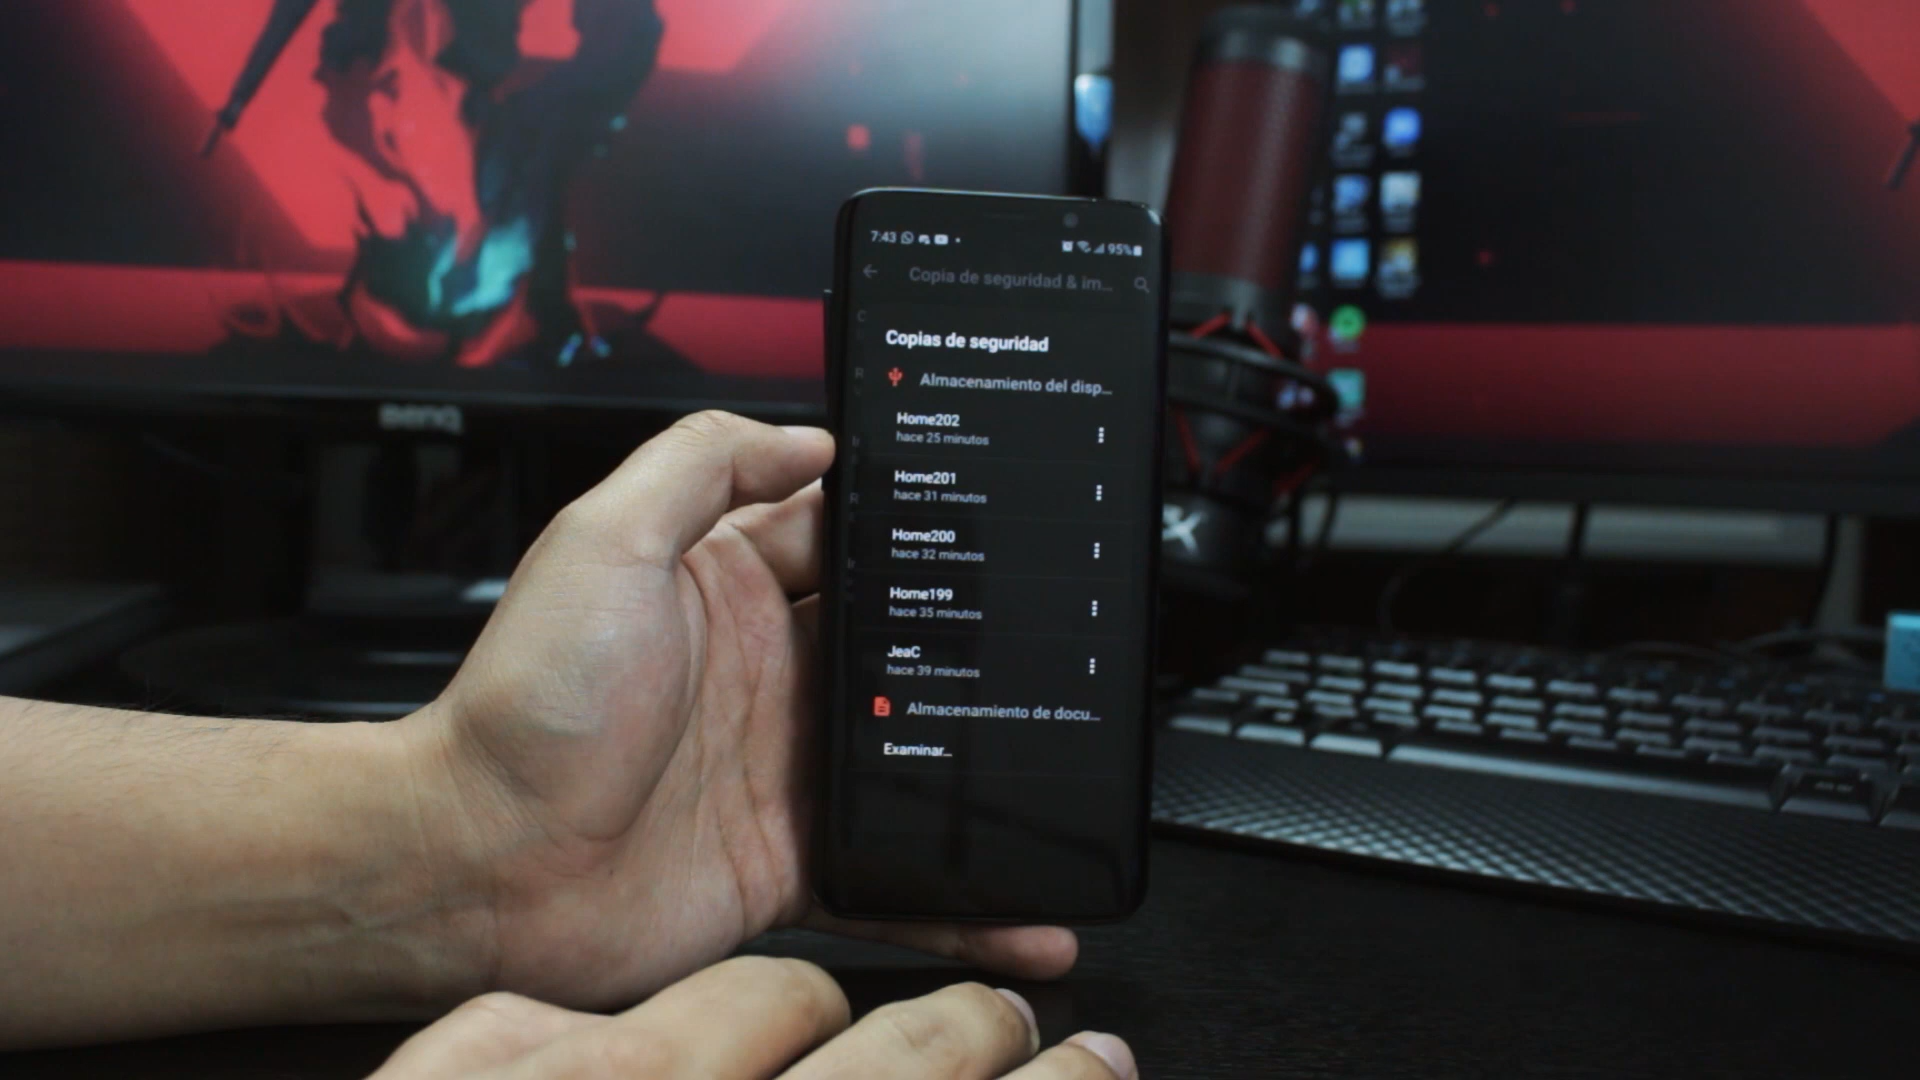 7:43 95%
Copia de seguridad & im...
Copias de seguridad
Almacenamiento del disp...
Home202
hace 25 minutos
Home201
hace 31 minutos
Home200
hace 32 minutos
Home199
hace 35 minutos
JeaC
hace 39 minutos
Almacenamiento de docu...
Examinar...
BenQ